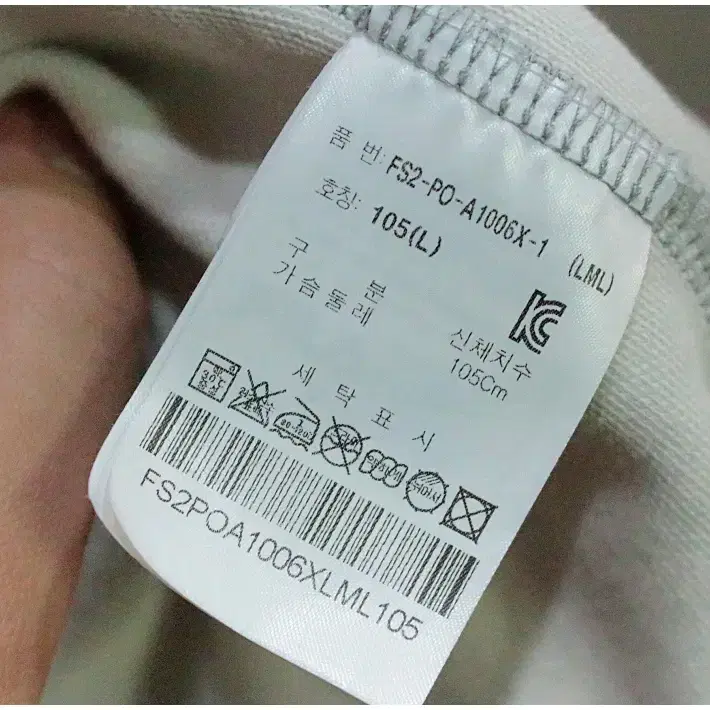 품 번: FS2-PO-A1006X-1 (LML)
호칭: 105(L)
구 분 신체치수
가슴둘레 105Cm
세 탁 표 시
30℃
FS2POA1006XLML105